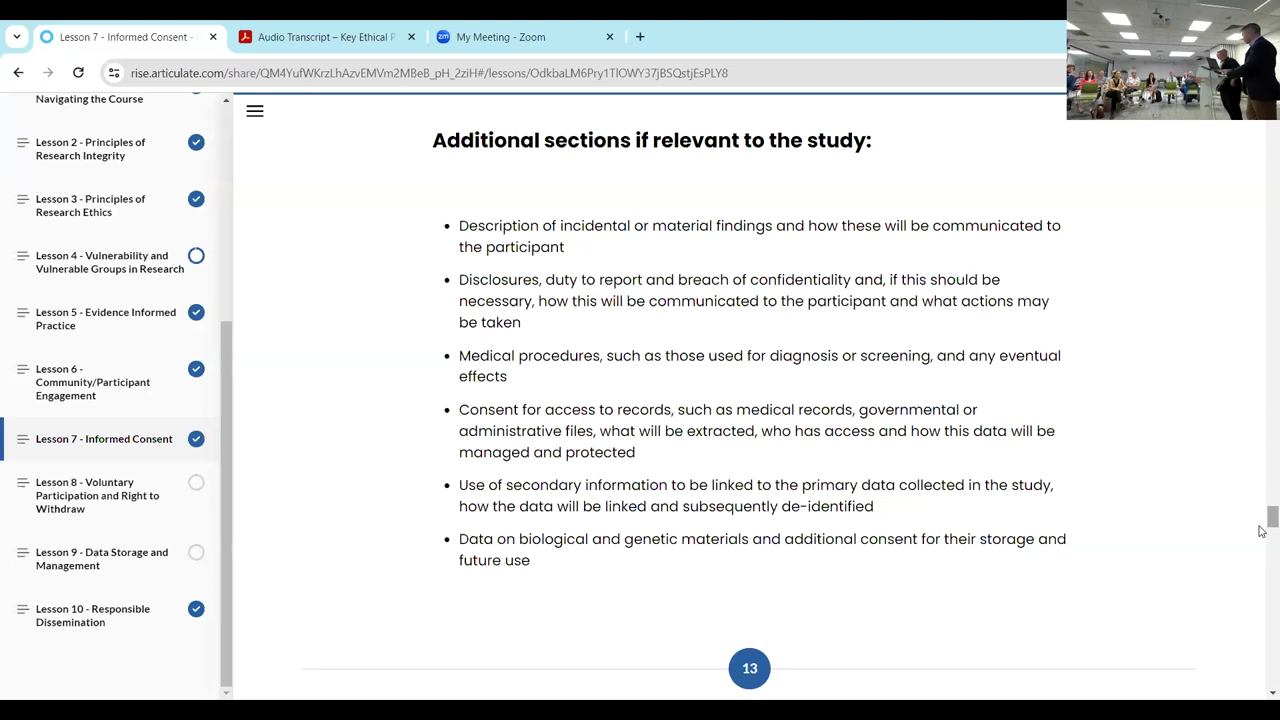 Lesson 7 - Informed Consent -
Audio Transcript – Key Ethical P
My Meeting - Zoom
rise.articulate.com/share/QM4YufWKrzLhAzvEMVm2MBeB_pH_2ziH#/lessons/OdkbaLM6Pry1TlOWY37jBSQstjEsPLY8
Navigating the Course
Lesson 2 - Principles of
Research Integrity
Lesson 3 - Principles of
Research Ethics
Lesson 4 - Vulnerability and
Vulnerable Groups in Research
Lesson 5 - Evidence Informed
Practice
Lesson 6 -
Community/Participant
Engagement
Lesson 7 - Informed Consent
Lesson 8 - Voluntary
Participation and Right to
Withdraw
Lesson 9 - Data Storage and
Management
Lesson 10 - Responsible
Dissemination
Additional sections if relevant to the study:
• Description of incidental or material findings and how these will be communicated to
the participant
• Disclosures, duty to report and breach of confidentiality and, if this should be
necessary, how this will be communicated to the participant and what actions may
be taken
• Medical procedures, such as those used for diagnosis or screening, and any eventual
effects
• Consent for access to records, such as medical records, governmental or
administrative files, what will be extracted, who has access and how this data will be
managed and protected
• Use of secondary information to be linked to the primary data collected in the study,
how the data will be linked and subsequently de-identified
• Data on biological and genetic materials and additional consent for their storage and
future use
13